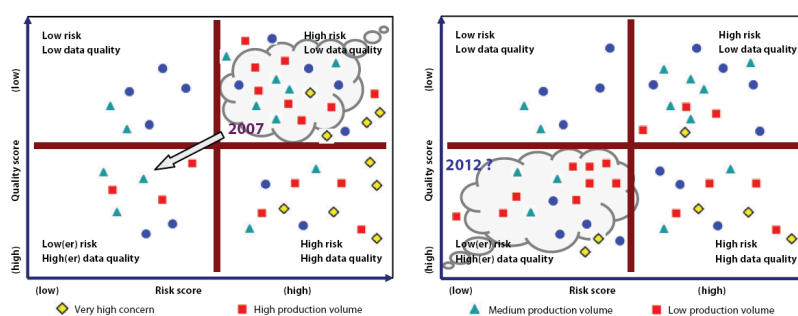 Low risk
Low data quality
High risk
Low data quality
2007
Low(er) risk
High(er) data quality
High risk
High data quality
(low)
Quality score
(high)
(low)
Risk score
(high)
Very high concern
High production volume
Low risk
Low data quality
High risk
Low data quality
2012 ?
Low(er) risk
High(er) data quality
High risk
High data quality
(low)
Quality score
(high)
(low)
Risk score
(high)
Medium production volume
Low production volume